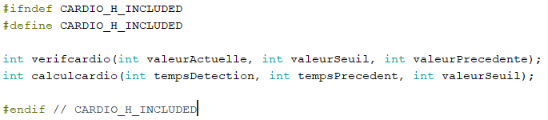 #ifndef CARDIO_H_INCLUDED
#define CARDIO_H_INCLUDED
int verifcardio(int valeurActuelle, int valeurSeuil, int valeurPrecedente);
int calculcardio(int tempsDetection, int tempsPrecedent, int valeurSeuil);
#endif // CARDIO_H_INCLUDED